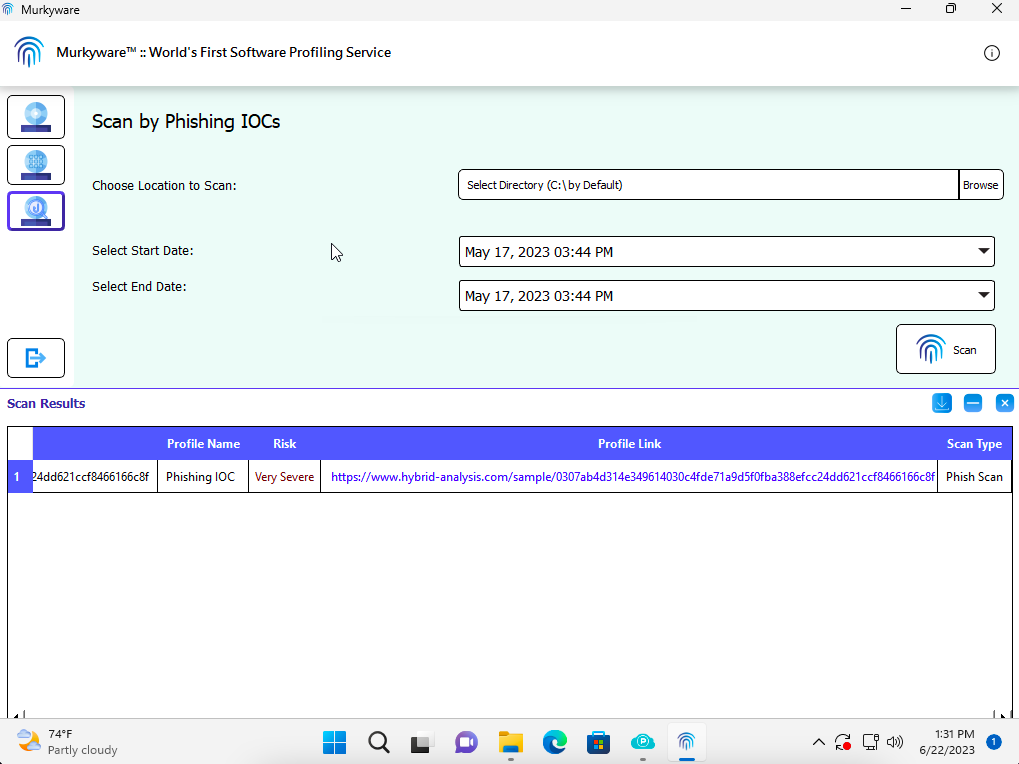 Murkyware
Murkyware™ :: World's First Software Profiling Service
Scan by Phishing IOCs
Choose Location to Scan:
Select Directory (C:\ by Default)
Browse
Select Start Date:
May 17, 2023 03:44 PM
Select End Date:
May 17, 2023 03:44 PM
Scan
Scan Results
Profile Name Risk Profile Link Scan Type
1 24dd621ccf8466166c8f Phishing IOC Very Severe https://www.hybrid-analysis.com/sample/0307ab4d314e349614030c4fde71a9d5f0fba388efcc24dd621ccf8466166c8f Phish Scan
74°F
Partly cloudy
1:31 PM
6/22/2023
1